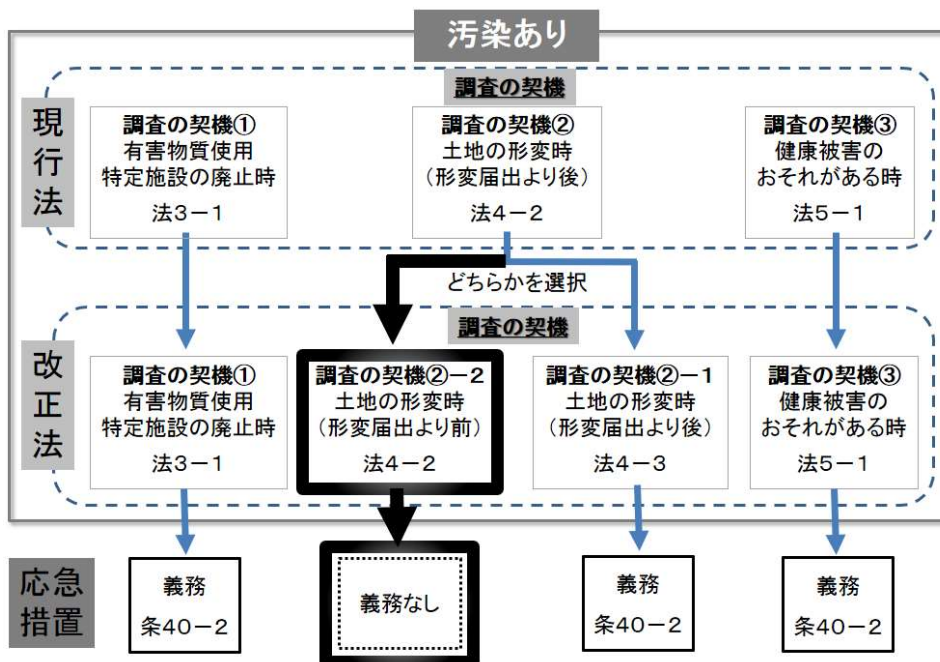 汚染あり
現行法
調査の契機
調査の契機①
有害物質使用
特定施設の廃止時
法3－1
調査の契機②
土地の形変時
(形変届出より後)
法4－2
調査の契機③
健康被害の
おそれがある時
法5－1
どちらかを選択
改正法
調査の契機
調査の契機①
有害物質使用
特定施設の廃止時
法3－1
調査の契機②－2
土地の形変時
(形変届出より前)
法4－2
調査の契機②－1
土地の形変時
(形変届出より後)
法4－3
調査の契機③
健康被害の
おそれがある時
法5－1
応急
措置
義務
条40－2
義務なし
義務
条40－2
義務
条40－2